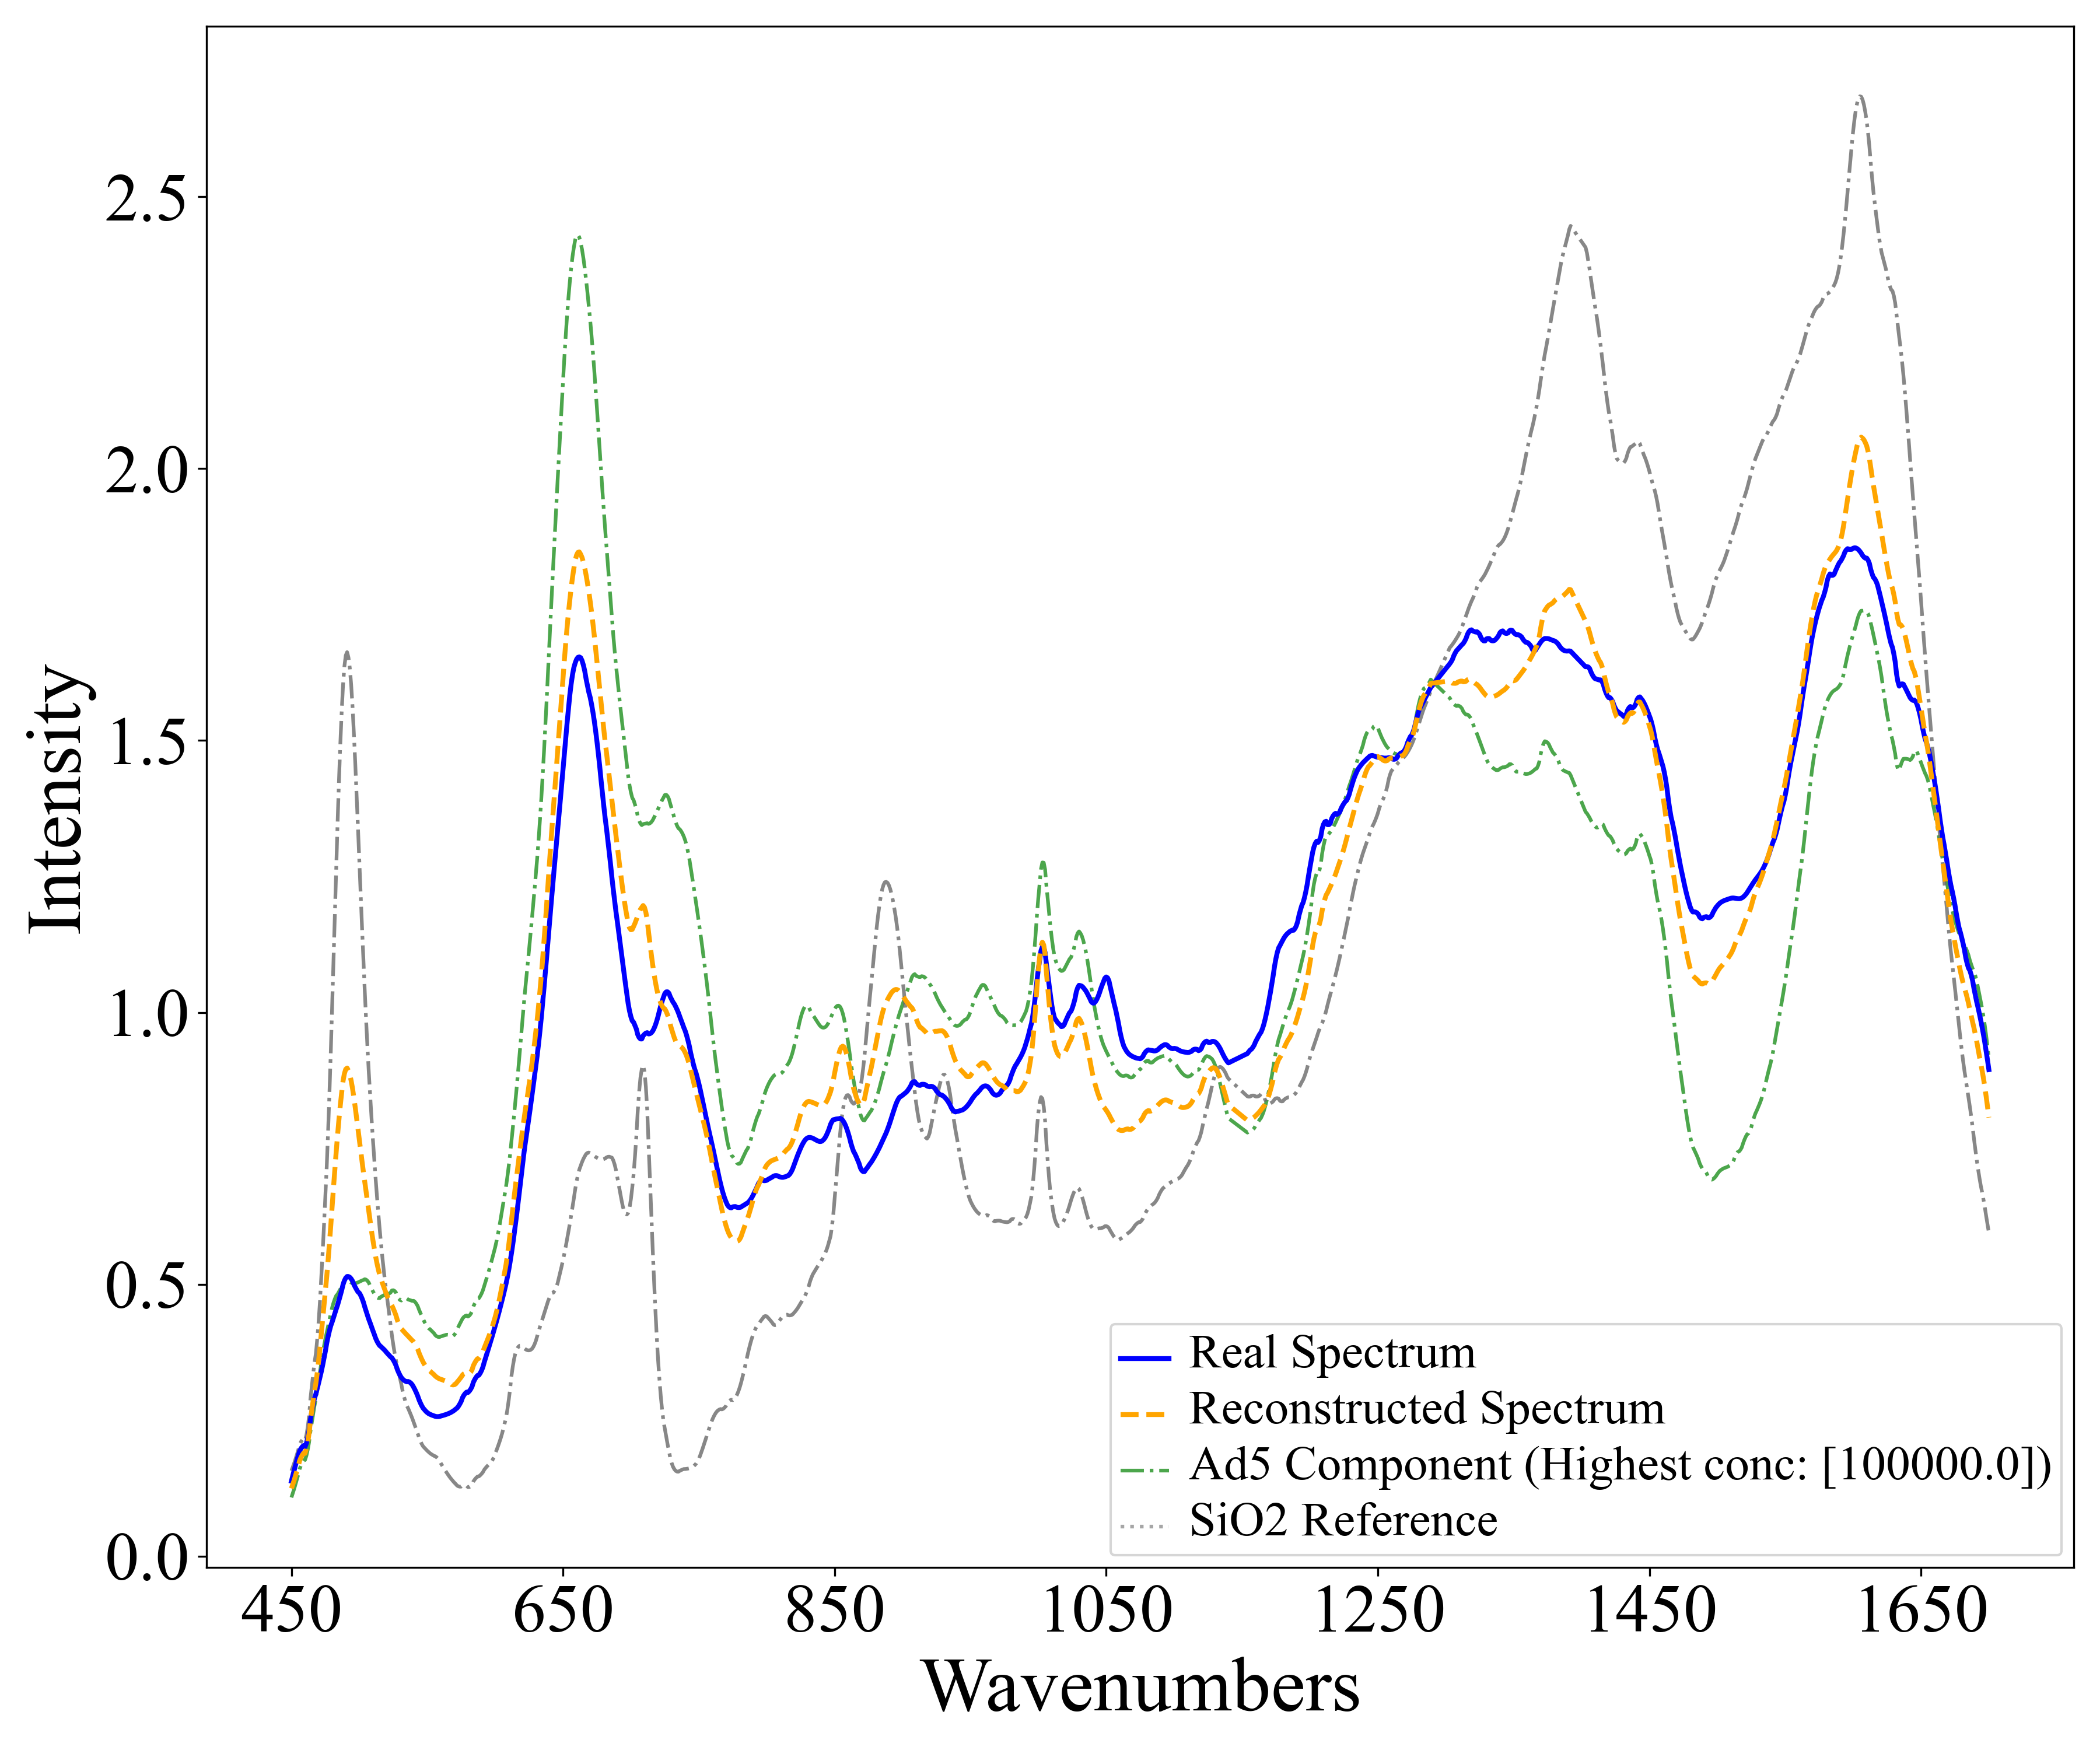 Intensity
2.5
2.0
1.5
1.0
0.5
0.0
Real Spectrum
Reconstructed Spectrum
Ad5 Component (Highest conc: [100000.0])
SiO2 Reference
450 650 850 1050 1250 1450 1650
Wavenumbers